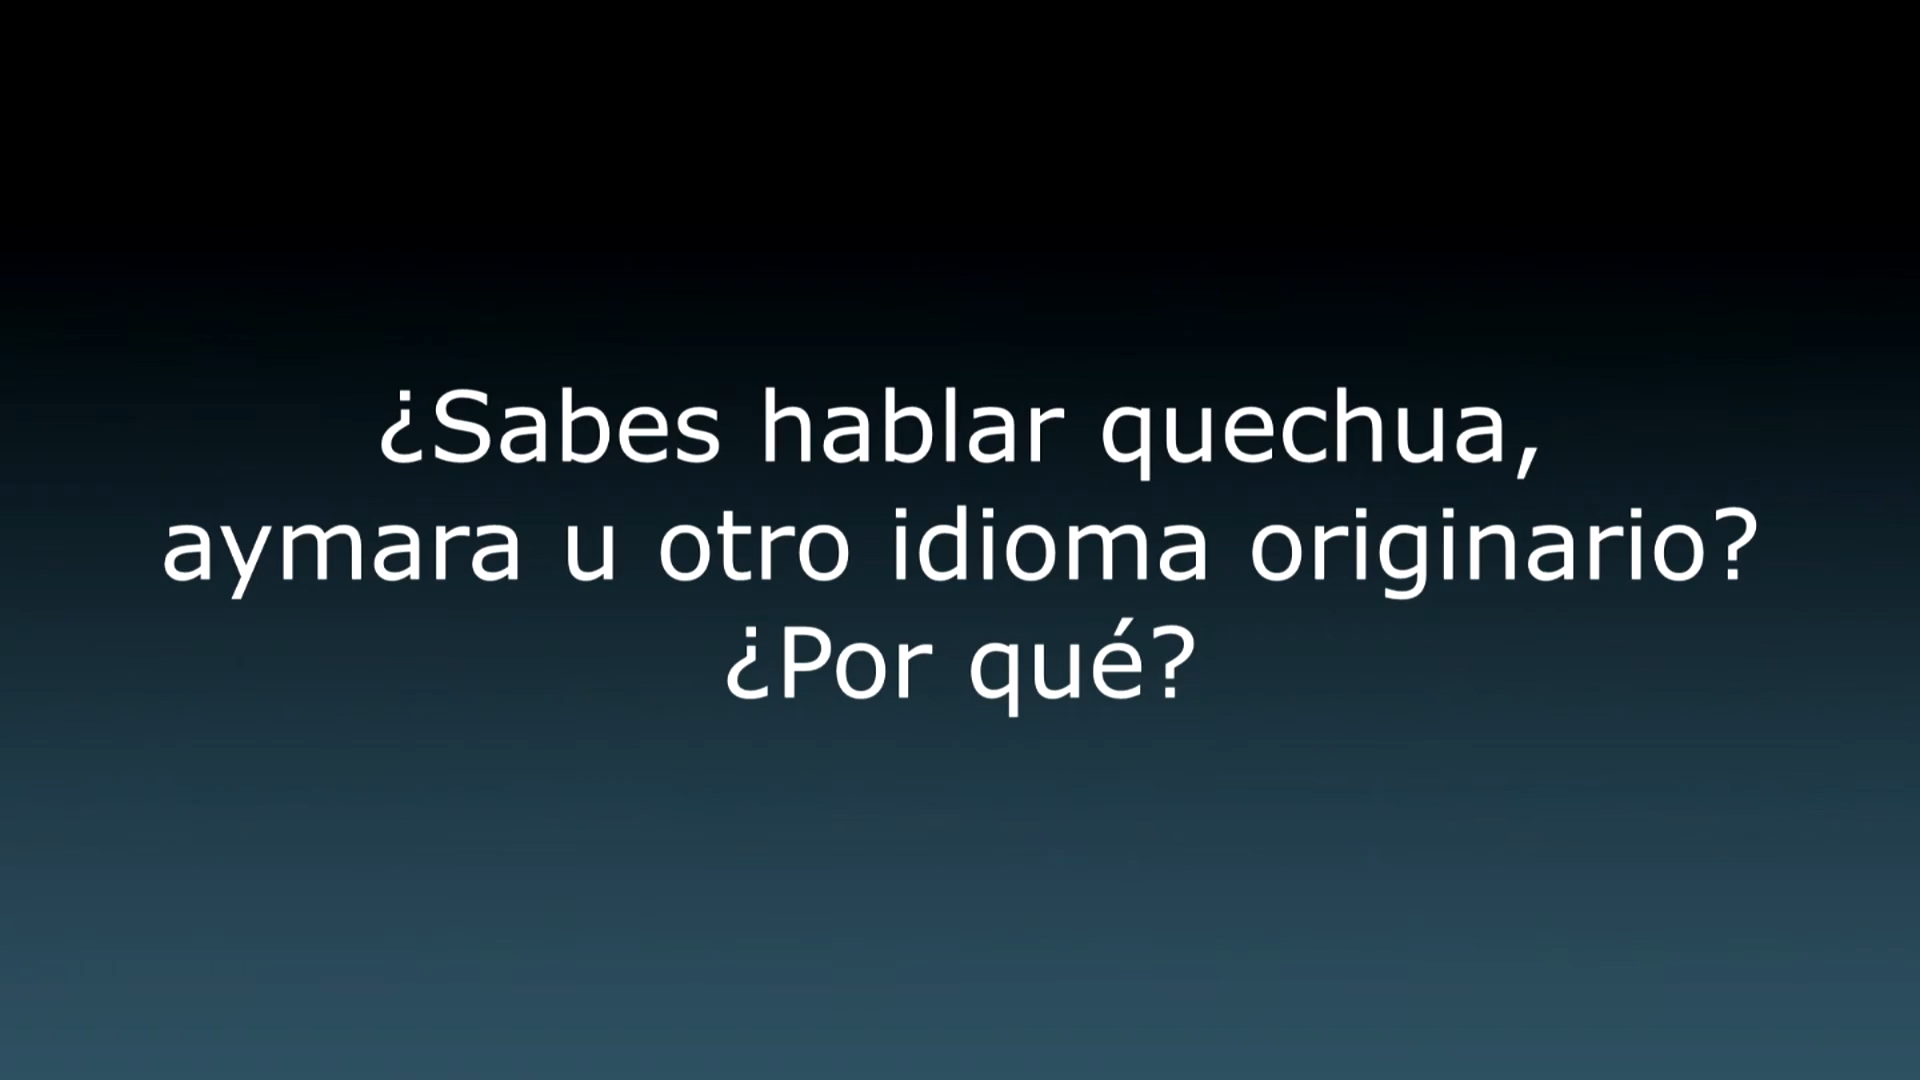 ¿Sabes hablar quechua,
aymara u otro idioma originario?
¿Por qué?